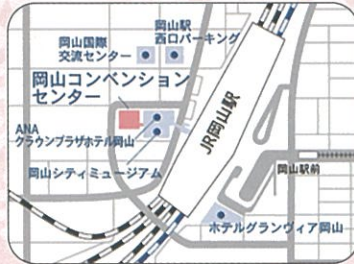 岡山駅
西口パーキング
岡山国際
交流センター
岡山コンベンション
センター
ANA
クラウンプラザホテル岡山
岡山シティミュージアム
JR岡山駅
岡山駅前
ホテルグランヴィア岡山